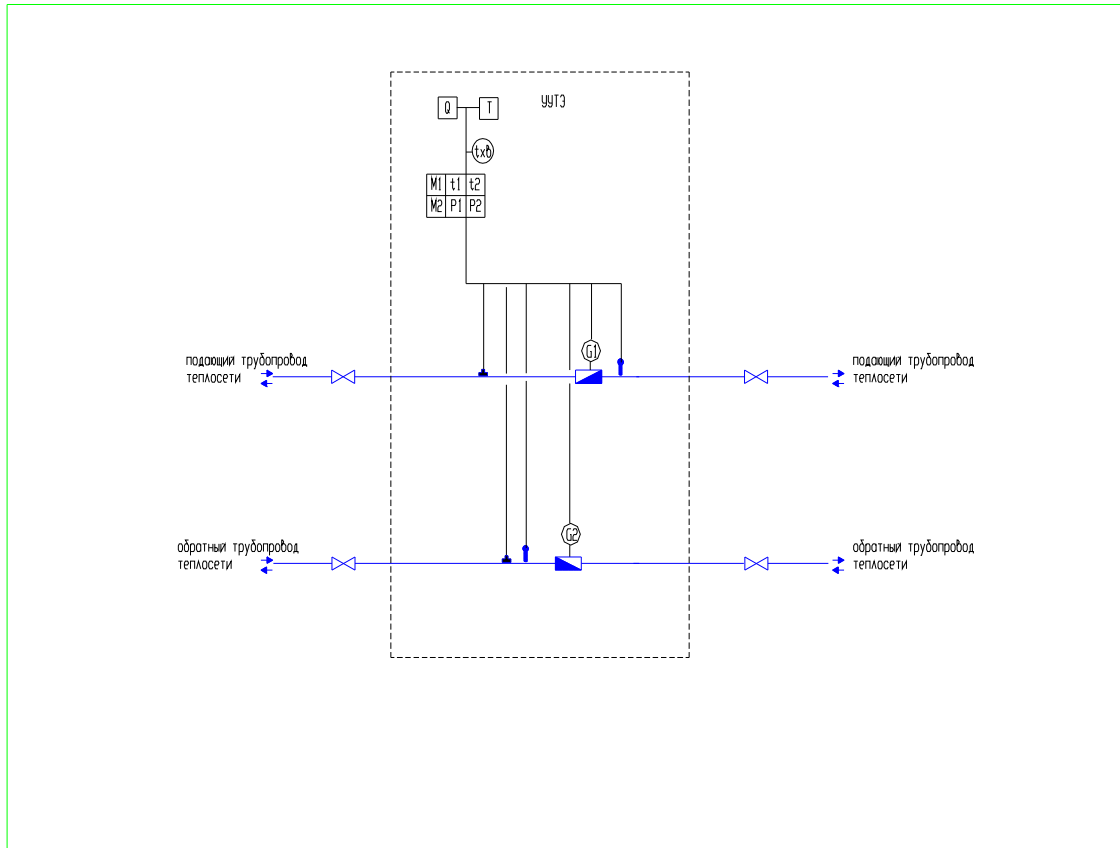 Q T УУТЭ
tхв
M1 t1 t2
M2 P1 P2
G1
подающий трубопровод
теплосети
подающий трубопровод
теплосети
G2
обратный трубопровод
теплосети
обратный трубопровод
теплосети